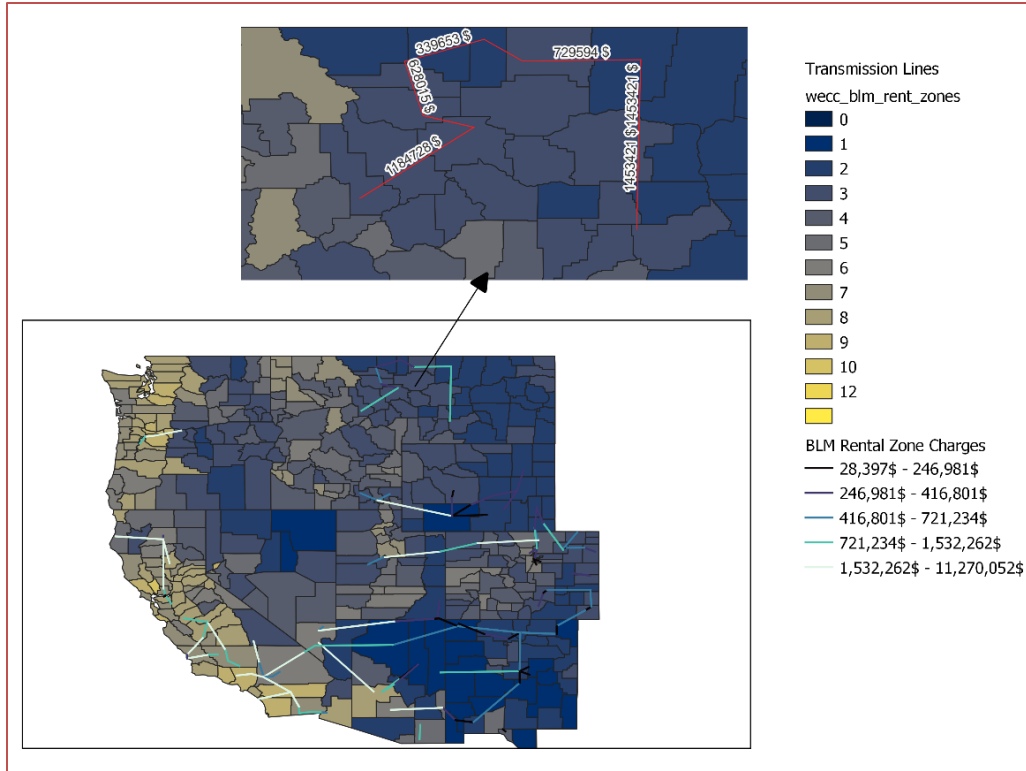 339653 $
729594 $
628015 $
1184728 $
1453421 $
1453421 $
Transmission Lines
wecc_blm_rent_zones
0
1
2
3
4
5
6
7
8
9
10
12
BLM Rental Zone Charges
28,397$ - 246,981$
246,981$ - 416,801$
416,801$ - 721,234$
721,234$ - 1,532,262$
1,532,262$ - 11,270,052$